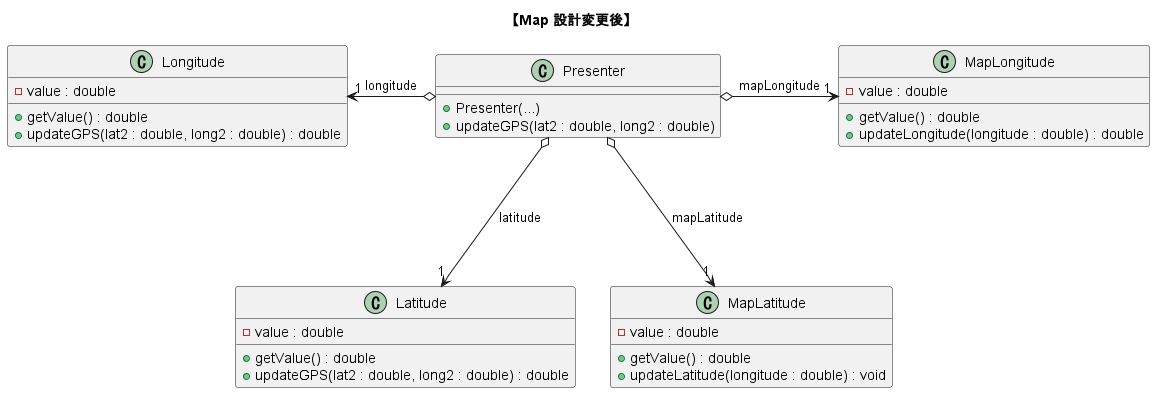 【Map 設計変更後】
C Longitude
value : double
getValue() : double
updateGPS(lat2 : double, long2 : double) : double
1 longitude
C Presenter
Presenter(...)
updateGPS(lat2 : double, long2 : double)
mapLongitude 1
C MapLongitude
value : double
getValue() : double
updateLongitude(longitude : double) : double
latitude
1
mapLatitude
1
C Latitude
value : double
getValue() : double
updateGPS(lat2 : double, long2 : double) : double
C MapLatitude
value : double
getValue() : double
updateLatitude(longitude : double) : void